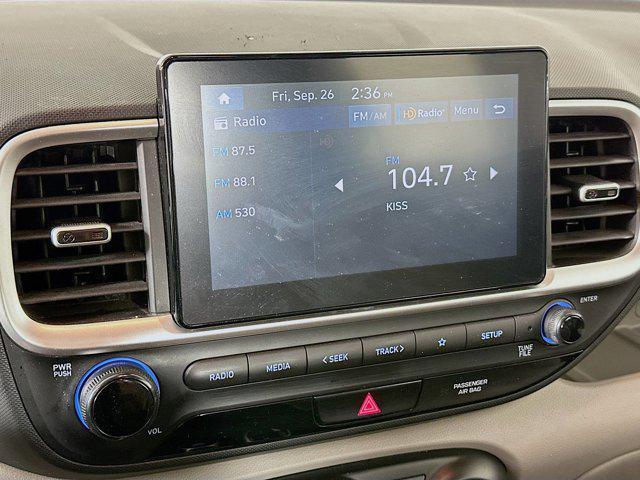 Fri, Sep. 26 2:36 PM
Radio FM/AM HD Radio Menu
FM 87.5 HD
FM
FM 88.1 104.7
AM 530 KISS
ENTER
PWR PUSH RADIO MEDIA < SEEK TRACK > SETUP TUNE FILE
VOL PASSENGER AIR BAG